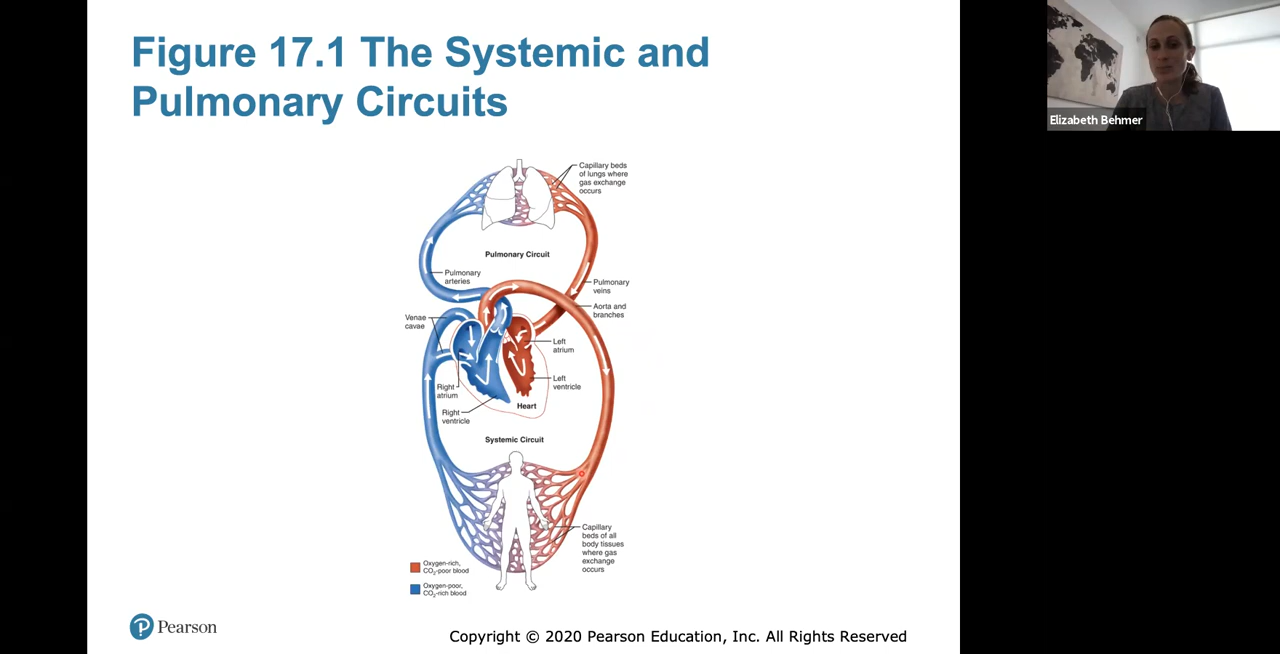 Figure 17.1 The Systemic and
Pulmonary Circuits
Elizabeth Behmer
Capillary beds
of lungs where
gas exchange
occurs
Pulmonary Circuit
Pulmonary
arteries
Pulmonary
veins
Aorta and
branches
Venae
cavae
Left
atrium
Left
ventricle
Right
atrium
Heart
Right
ventricle
Systemic Circuit
Capillary
beds of all
body tissues
where gas
exchange
occurs
Oxygen-rich,
CO₂-poor blood
Oxygen-poor,
CO₂-rich blood
P Pearson
Copyright © 2020 Pearson Education, Inc. All Rights Reserved